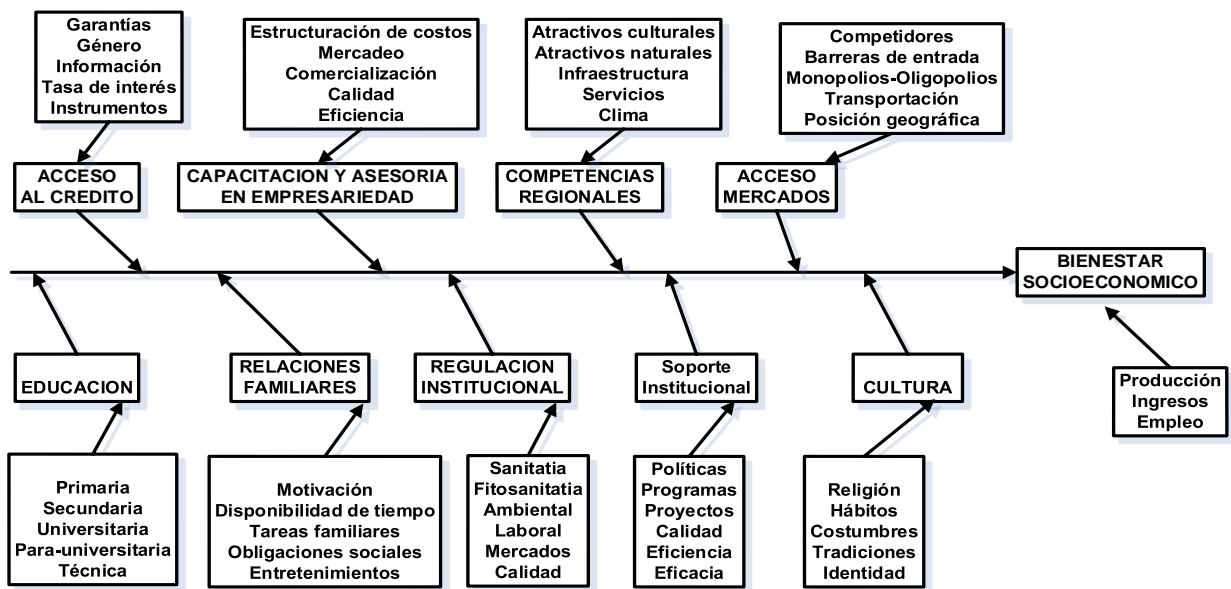 Garantías
Género
Información
Tasa de interés
Instrumentos
Estructuración de costos
Mercadeo
Comercialización
Calidad
Eficiencia
Atractivos culturales
Atractivos naturales
Infraestructura
Servicios
Clima
Competidores
Barreras de entrada
Monopolios-Oligopolios
Transportación
Posición geográfica
ACCESO
AL CREDITO
CAPACITACION Y ASESORIA
EN EMPRESARIEDAD
COMPETENCIAS
REGIONALES
ACCESO
MERCADOS
BIENESTAR
SOCIOECONOMICO
EDUCACION
RELACIONES
FAMILIARES
REGULACION
INSTITUCIONAL
Soporte
Institucional
CULTURA
Producción
Ingresos
Empleo
Primaria
Secundaria
Universitaria
Para-universitaria
Técnica
Motivación
Disponibilidad de tiempo
Tareas familiares
Obligaciones sociales
Entretenimientos
Sanitatia
Fitosanitatia
Ambiental
Laboral
Mercados
Calidad
Políticas
Programas
Proyectos
Calidad
Eficiencia
Eficacia
Religión
Hábitos
Costumbres
Tradiciones
Identidad